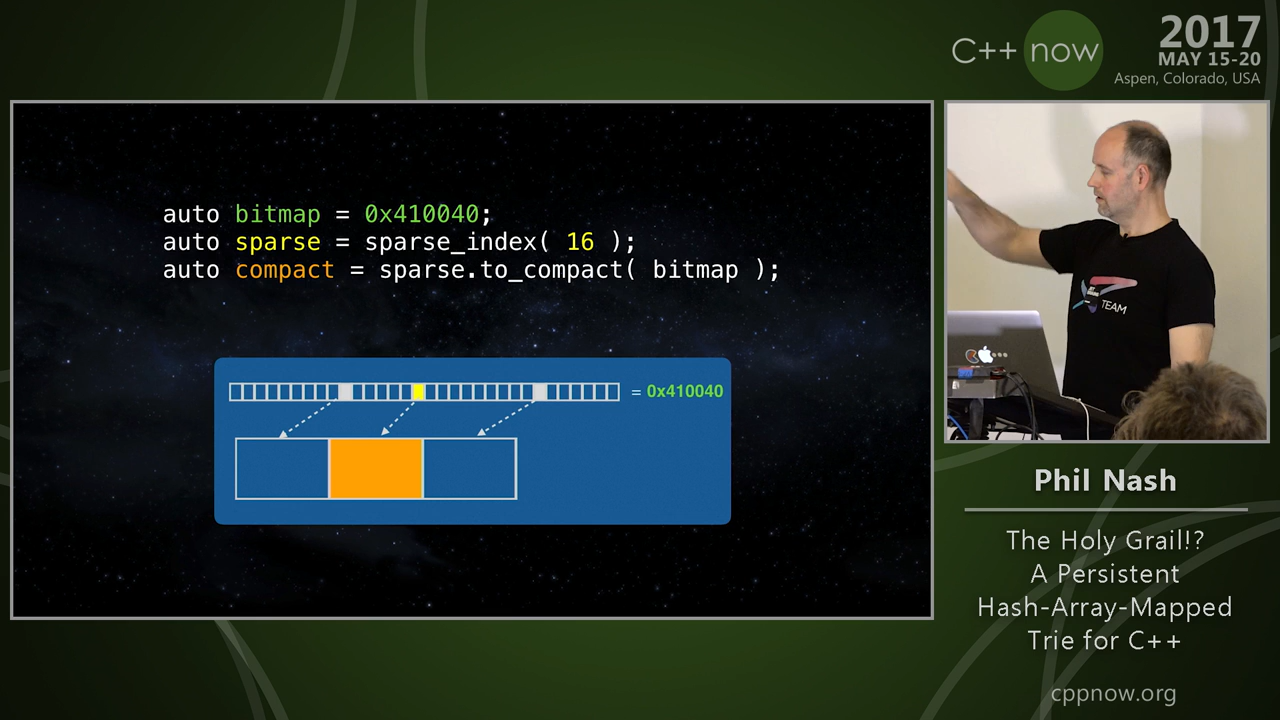 C++ now
2017
MAY 15-20
Aspen, Colorado, USA
auto bitmap = 0x410040;
auto sparse = sparse_index( 16 );
auto compact = sparse.to_compact( bitmap );
= 0x410040
TEAM
Phil Nash
The Holy Grail!?
A Persistent
Hash-Array-Mapped
Trie for C++
cppnow.org